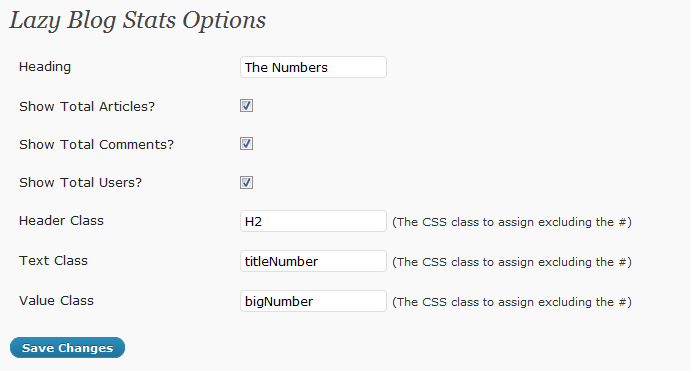 Lazy Blog Stats Options
Heading The Numbers
Show Total Articles?
Show Total Comments?
Show Total Users?
Header Class H2 (The CSS class to assign excluding the #)
Text Class titleNumber (The CSS class to assign excluding the #)
Value Class bigNumber (The CSS class to assign excluding the #)
Save Changes